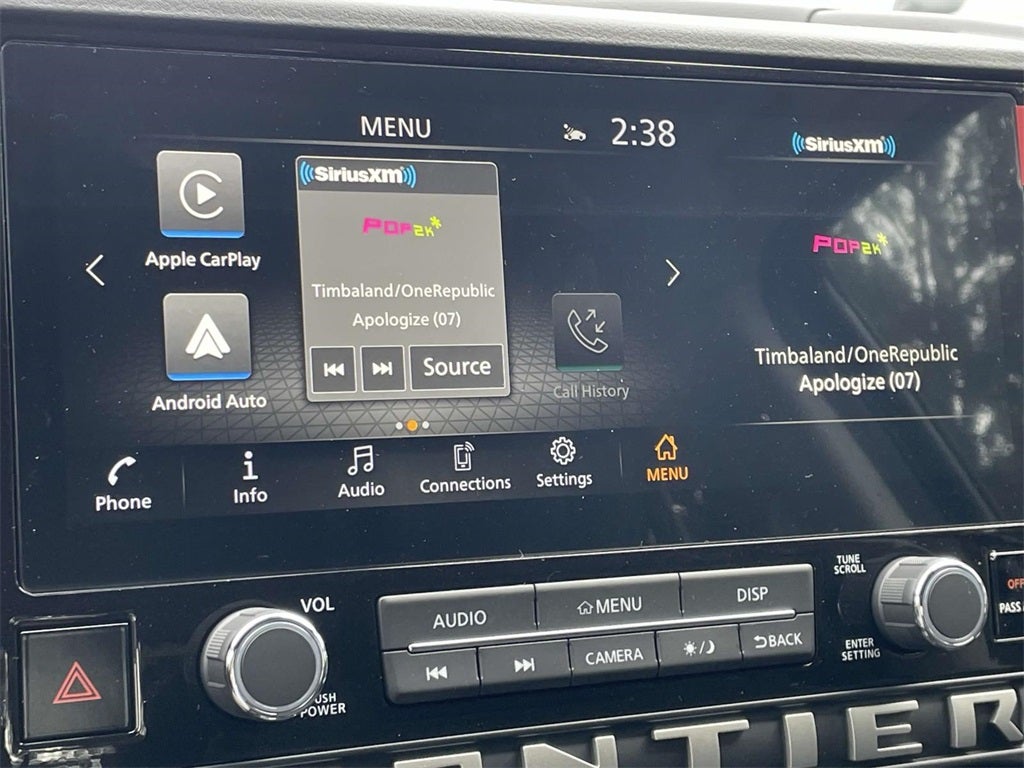 MENU
2:38
SiriusXM
SiriusXM
POP2K
Timbaland/OneRepublic
Apologize (07)
Source
Apple CarPlay
Android Auto
Call History
POP2K
Timbaland/OneRepublic
Apologize (07)
Phone
Info
Audio
Connections
Settings
MENU
VOL
PUSH
POWER
AUDIO
MENU
DISP
CAMERA
BACK
TUNE
SCROLL
ENTER
SETTING
OFF
PASS
NTIER